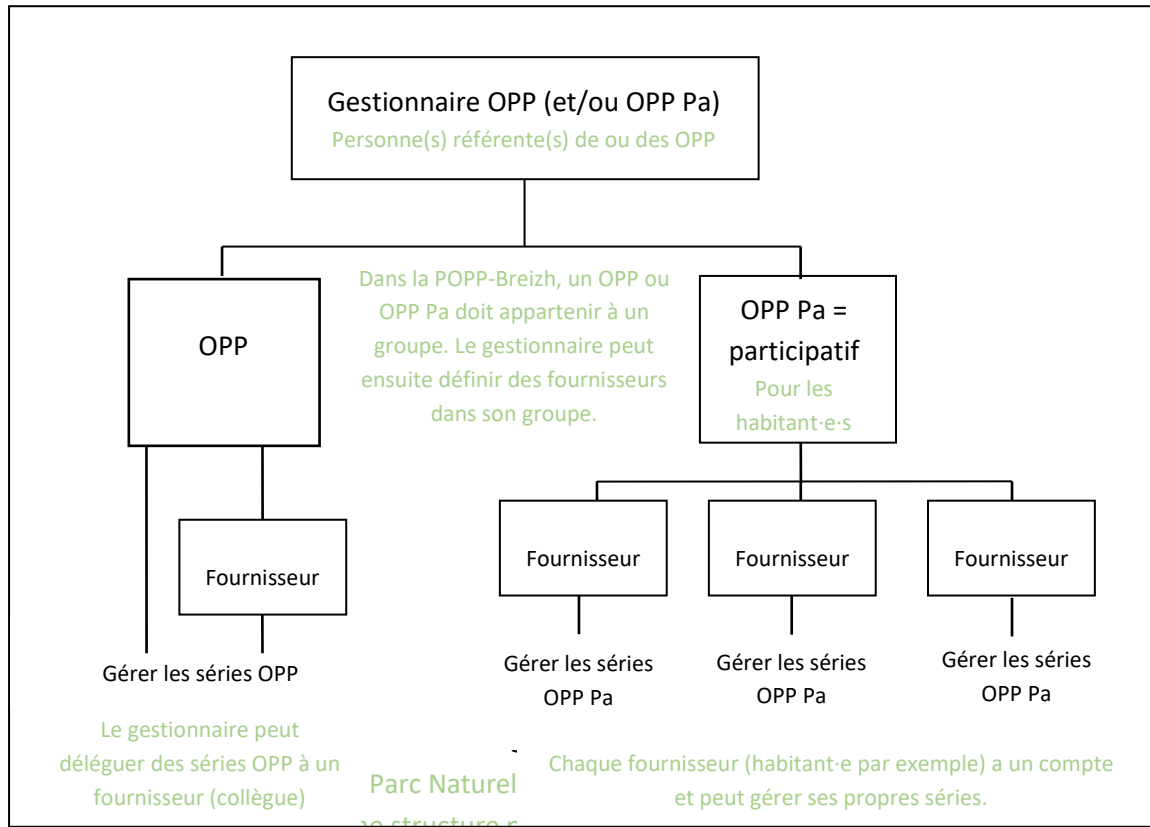 Gestionnaire OPP (et/ou OPP Pa)
Personne(s) référente(s) de ou des OPP
OPP
Dans la POPP-Breizh, un OPP ou
OPP Pa doit appartenir à un
groupe. Le gestionnaire peut
ensuite définir des fournisseurs
dans son groupe.
OPP Pa =
participatif
Pour les
habitant·e·s
Fournisseur
Gérer les séries OPP
Le gestionnaire peut
déléguer des séries OPP à un
fournisseur (collègue)
Fournisseur
Fournisseur
Fournisseur
Gérer les séries
OPP Pa
Gérer les séries
OPP Pa
Gérer les séries
OPP Pa
Parc Naturel
structure
Chaque fournisseur (habitant·e par exemple) a un compte
et peut gérer ses propres séries.